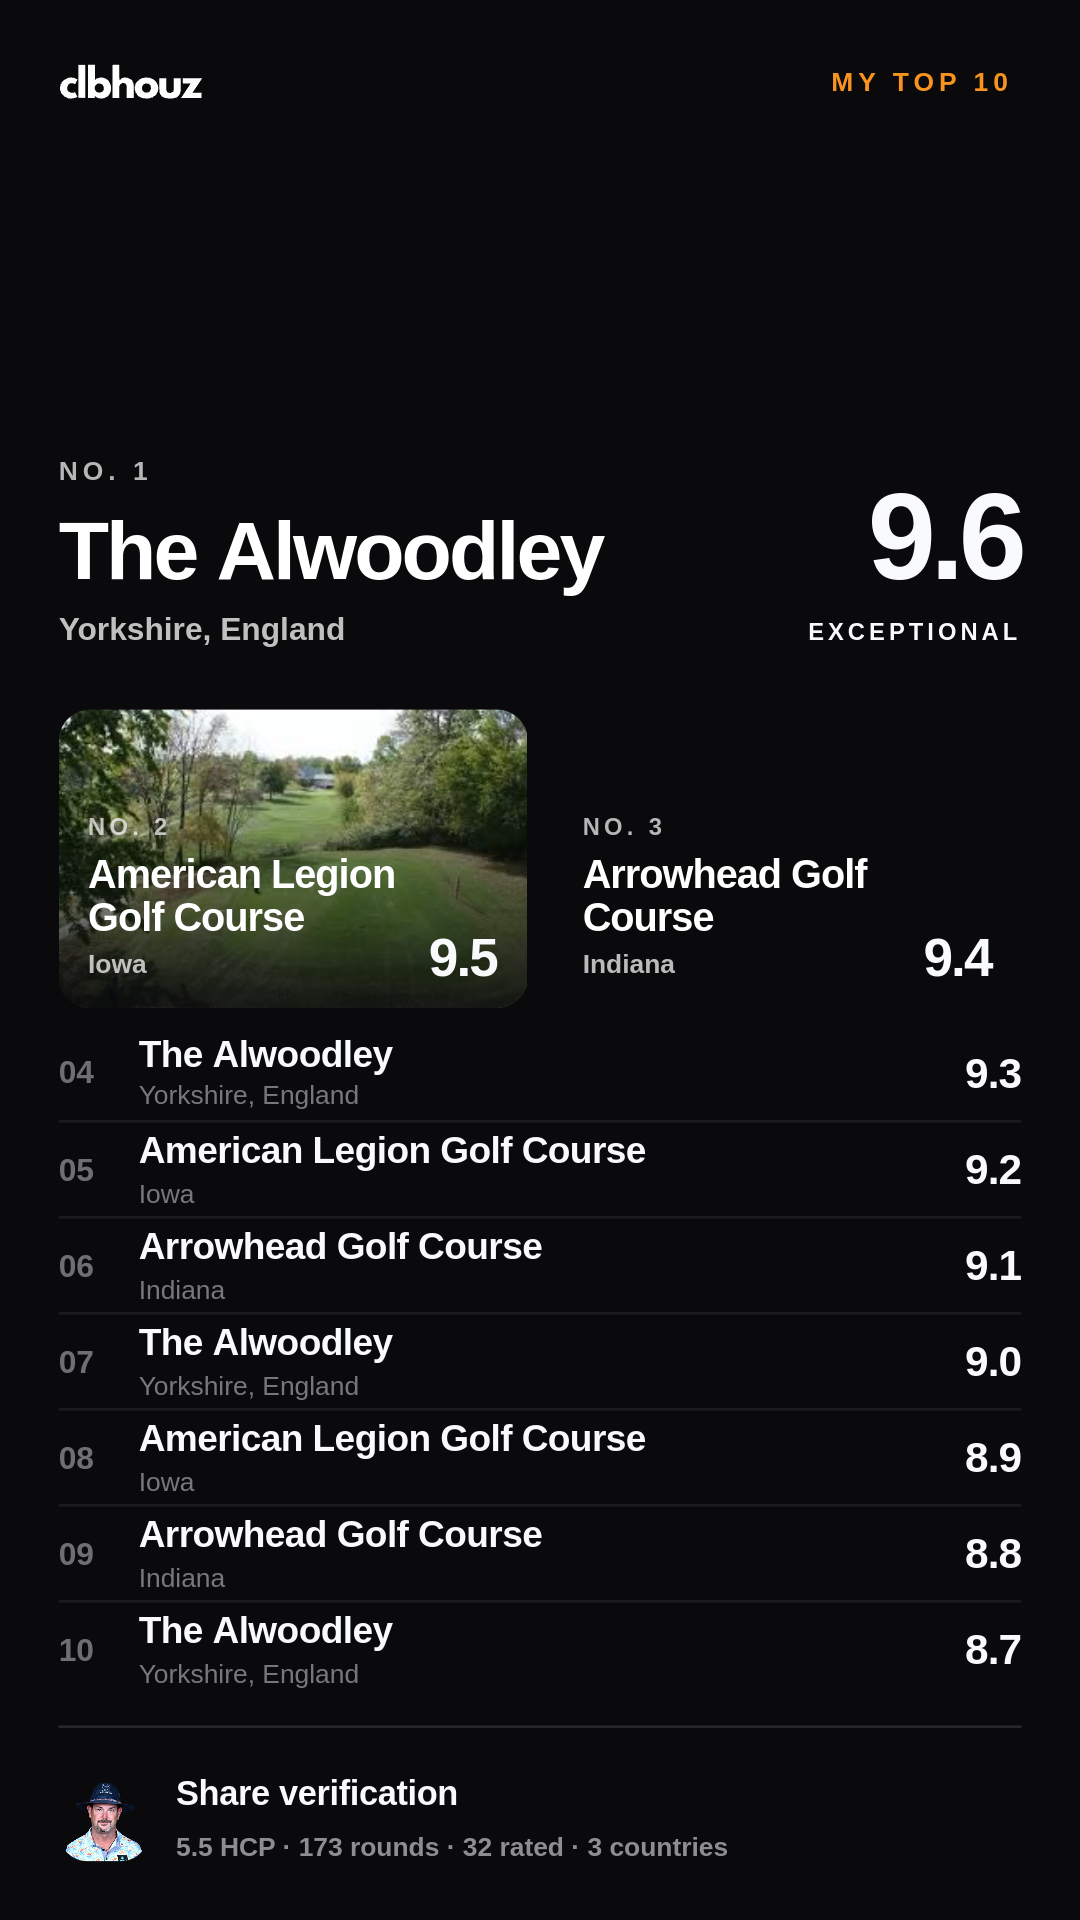 clbhouz
MY TOP 10
NO. 1
The Alwoodley
9.6
Yorkshire, England
EXCEPTIONAL
NO. 2
American Legion
Golf Course
Iowa
9.5
NO. 3
Arrowhead Golf
Course
Indiana
9.4
04
The Alwoodley
Yorkshire, England
9.3
05
American Legion Golf Course
Iowa
9.2
06
Arrowhead Golf Course
Indiana
9.1
07
The Alwoodley
Yorkshire, England
9.0
08
American Legion Golf Course
Iowa
8.9
09
Arrowhead Golf Course
Indiana
8.8
10
The Alwoodley
Yorkshire, England
8.7
Share verification
5.5 HCP · 173 rounds · 32 rated · 3 countries